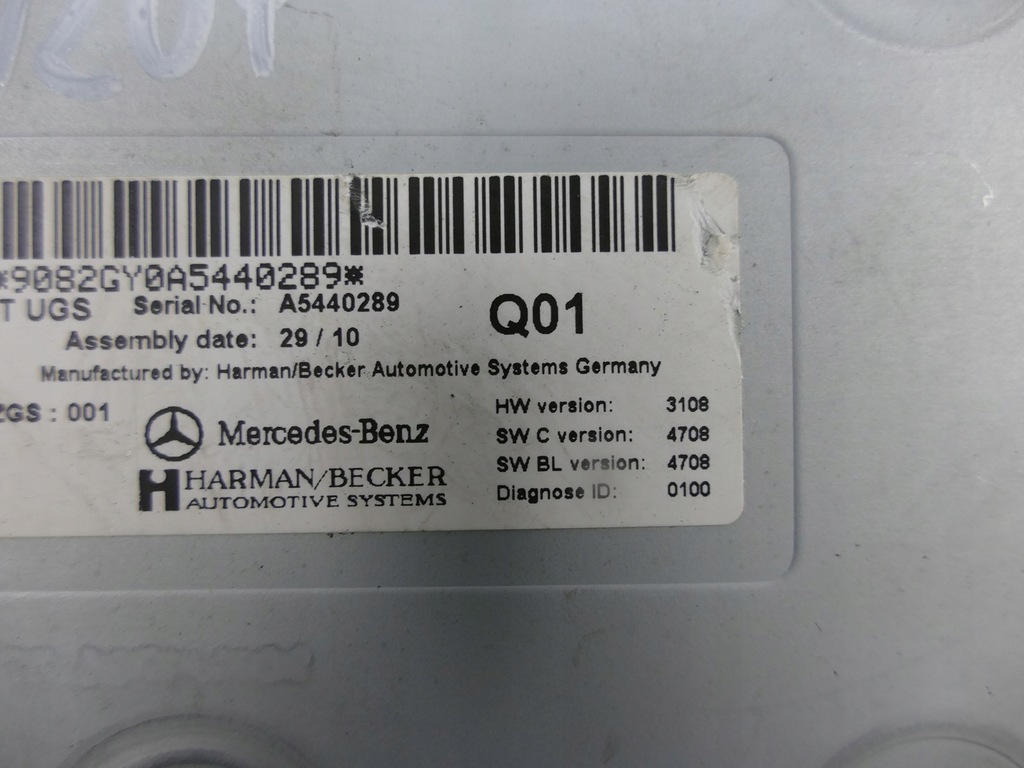 *9082GY0A5440289*
T UGS Serial No.: A5440289
Q01
Assembly date: 29 / 10
Manufactured by: Harman/Becker Automotive Systems Germany
GS : 001
Mercedes-Benz
HARMAN/BECKER
AUTOMOTIVE SYSTEMS
HW version: 3108
SW C version: 4708
SW BL version: 4708
Diagnose ID: 0100